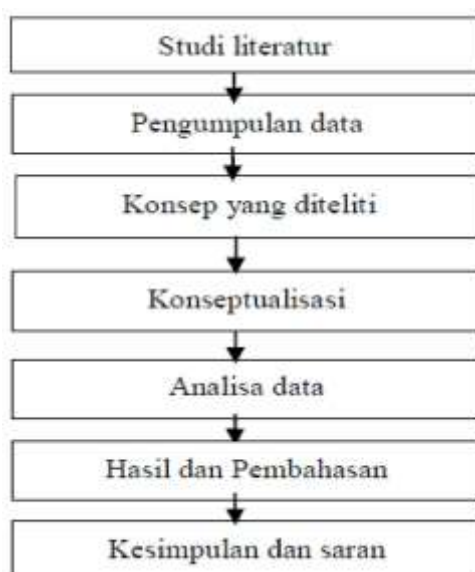 Studi literatur
Pengumpulan data
Konsep yang diteliti
Konseptualisasi
Analisa data
Hasil dan Pembahasan
Kesimpulan dan saran